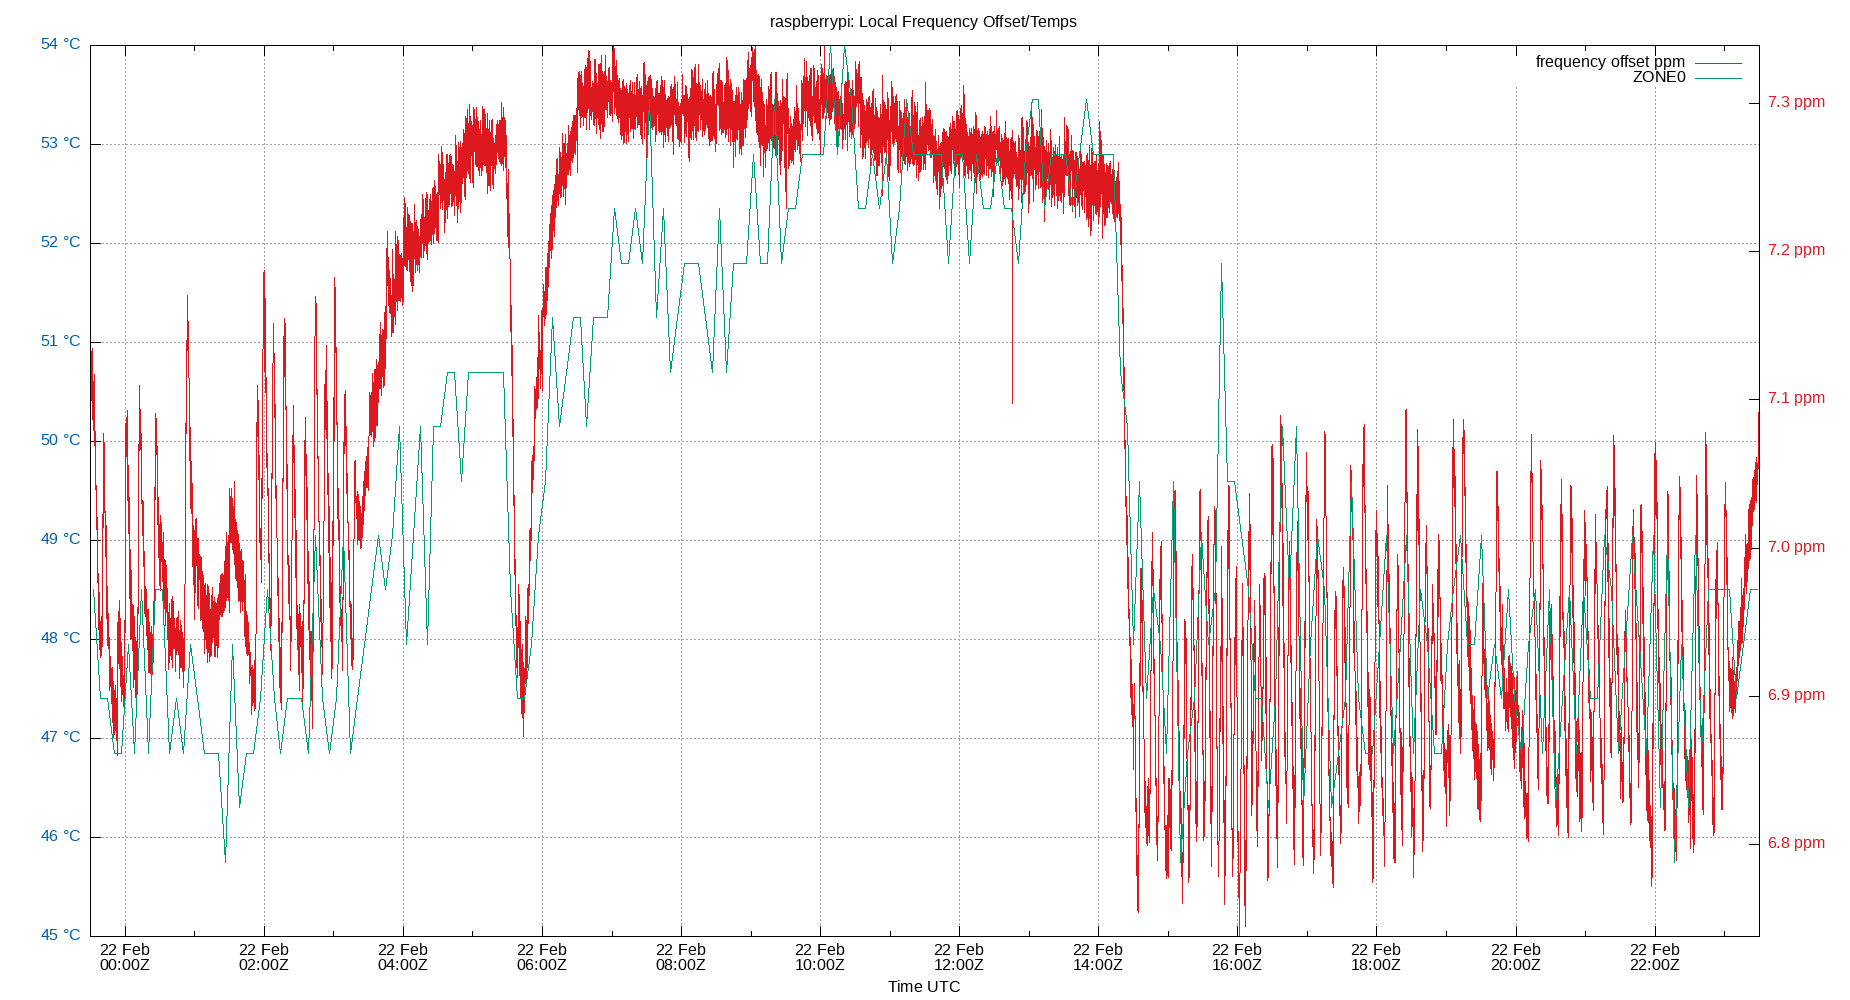 raspberrypi: Local Frequency Offset/Temps
frequency offset ppm
ZONE0
54 °C
53 °C
52 °C
51 °C
50 °C
49 °C
48 °C
47 °C
46 °C
45 °C
7.3 ppm
7.2 ppm
7.1 ppm
7.0 ppm
6.9 ppm
6.8 ppm
22 Feb 22 Feb 22 Feb 22 Feb 22 Feb 22 Feb 22 Feb 22 Feb 22 Feb 22 Feb 22 Feb 22 Feb
00:00Z 02:00Z 04:00Z 06:00Z 08:00Z 10:00Z 12:00Z 14:00Z 16:00Z 18:00Z 20:00Z 22:00Z
Time UTC